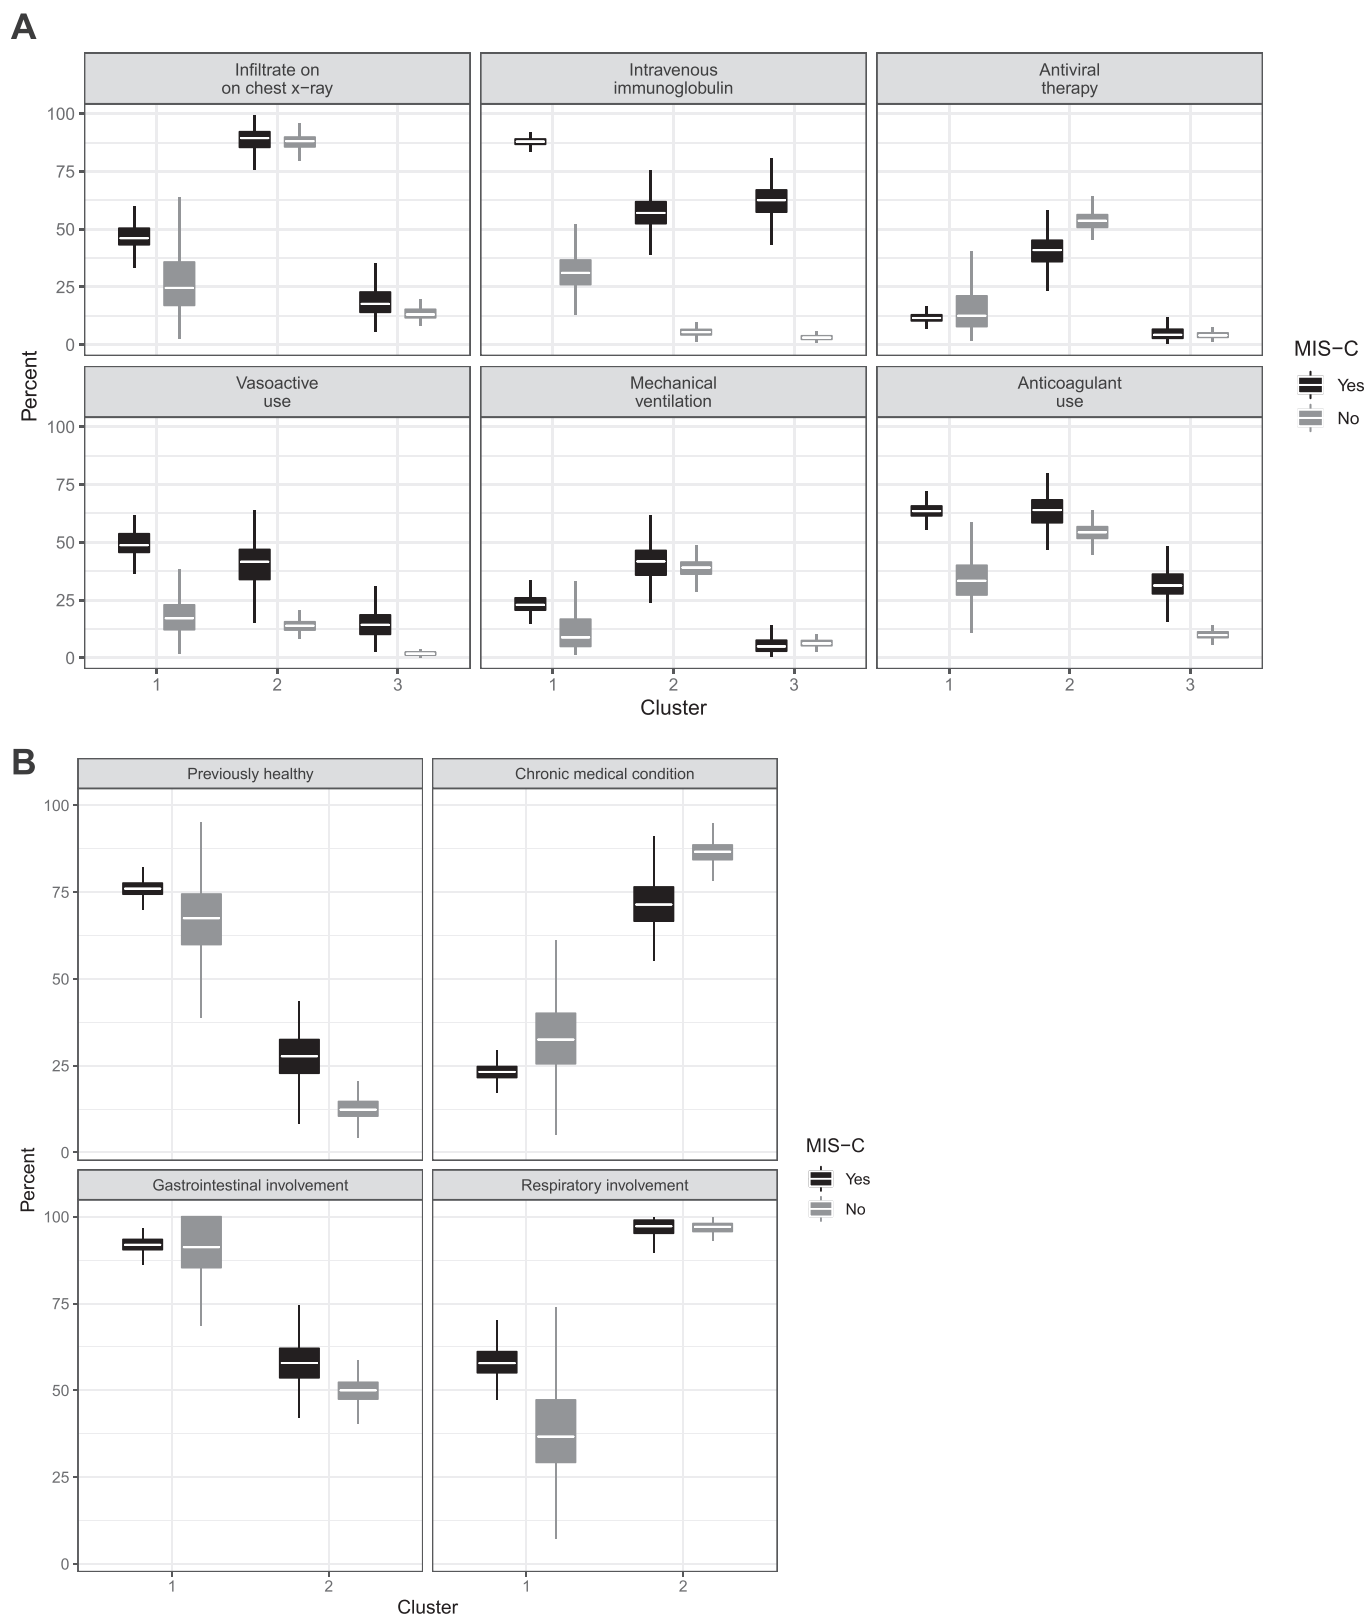 A
Infiltrate on
on chest x−ray
Intravenous
immunoglobulin
Antiviral
therapy
100
75
50
25
0
Vasoactive
use
Mechanical
ventilation
Anticoagulant
use
100
75
50
25
0
Percent
1
2
3
1
2
3
1
2
3
Cluster
MIS−C
Yes
No
B
Previously healthy
Chronic medical condition
100
75
50
25
0
Gastrointestinal involvement
Respiratory involvement
100
75
50
25
0
Percent
1
2
1
2
Cluster
MIS−C
Yes
No